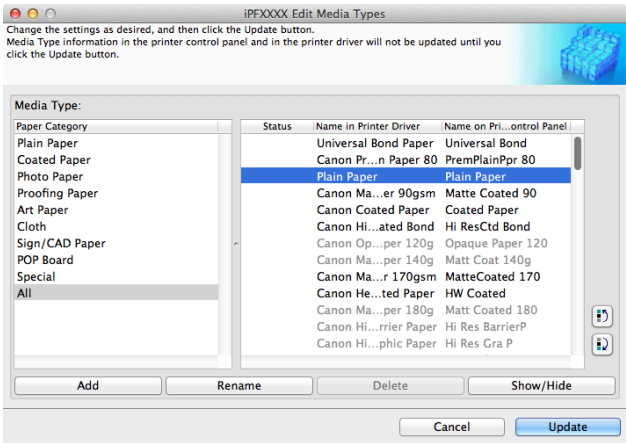 iPFXXXX Edit Media Types
Change the settings as desired, and then click the Update button.
Media Type information in the printer control panel and in the printer driver will not be updated until you
click the Update button.
Media Type:
Paper Category
Plain Paper
Coated Paper
Photo Paper
Proofing Paper
Art Paper
Cloth
Sign/CAD Paper
POP Board
Special
All
Status Name in Printer Driver Name on Pri...ontrol Panel
Universal Bond Paper Universal Bond
Canon Pr...n Paper 80 PremPlainPpr 80
Plain Paper Plain Paper
Canon Ma...er 90gsm Matte Coated 90
Canon Coated Paper Coated Paper
Canon Hi...ated Bond Hi ResCtd Bond
Canon Op...per 120g Opaque Paper 120
Canon Ma...per 140g Matt Coat 140g
Canon Ma...r 170gsm MatteCoated 170
Canon He...ted Paper HW Coated
Canon Ma...per 180g Matt Coated 180
Canon Hi...rrier Paper Hi Res BarrierP
Canon Hi...phic Paper Hi Res Gra P
Add Rename Delete Show/Hide
Cancel Update